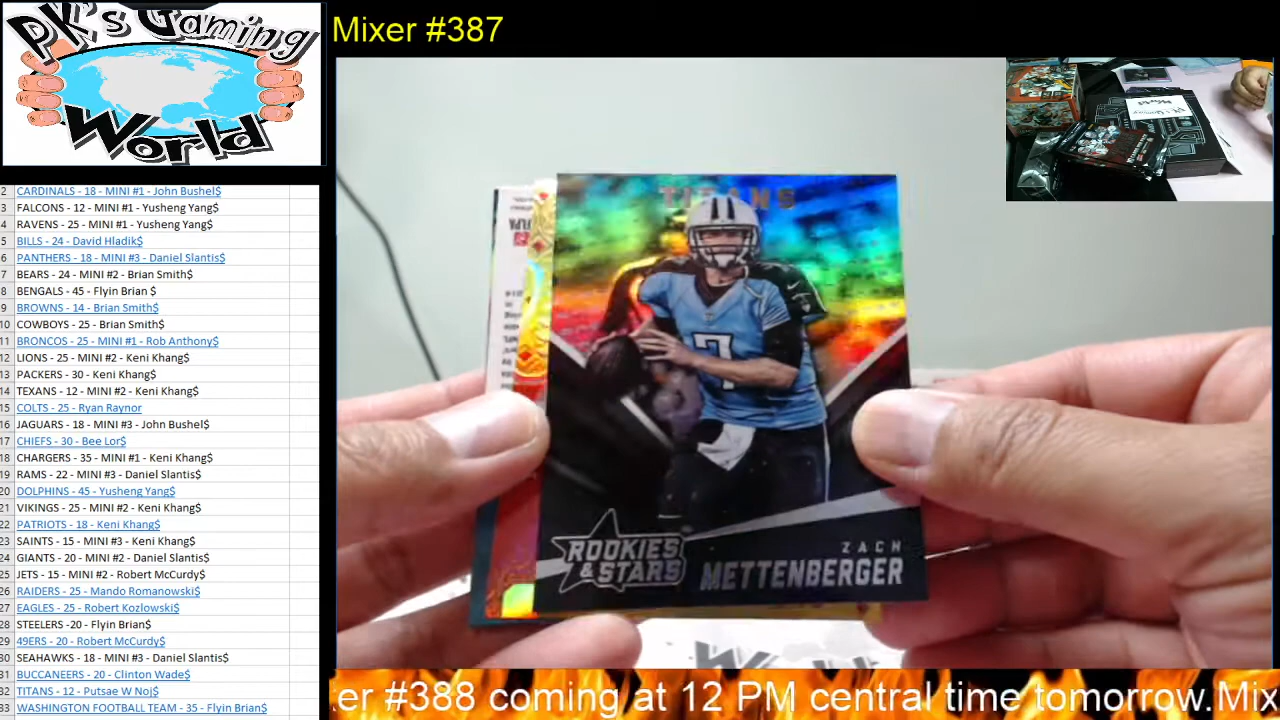 PK's Gaming
World
Mixer #387
2 CARDINALS - 18 - MINI #1 - John Bushel$
3 FALCONS - 12 - MINI #1 - Yusheng Yang$
4 RAVENS - 25 - MINI #1 - Yusheng Yang$
5 BILLS - 24 - David Hladik$
6 PANTHERS - 18 - MINI #3 - Daniel Slantis$
7 BEARS - 24 - MINI #2 - Brian Smith$
8 BENGALS - 45 - Flyin Brian $
9 BROWNS - 14 - Brian Smith$
10 COWBOYS - 25 - Brian Smith$
11 BRONCOS - 25 - MINI #1 - Rob Anthony$
12 LIONS - 25 - MINI #2 - Keni Khang$
13 PACKERS - 30 - Keni Khang$
14 TEXANS - 12 - MINI #2 - Keni Khang$
15 COLTS - 25 - Ryan Raynor
16 JAGUARS - 18 - MINI #3 - John Bushel$
17 CHIEFS - 30 - Bee Lor$
18 CHARGERS - 35 - MINI #1 - Keni Khang$
19 RAMS - 22 - MINI #3 - Daniel Slantis$
20 DOLPHINS - 45 - Yusheng Yang$
21 VIKINGS - 25 - MINI #2 - Keni Khang$
22 PATRIOTS - 18 - Keni Khang$
23 SAINTS - 15 - MINI #3 - Keni Khang$
24 GIANTS - 20 - MINI #2 - Daniel Slantis$
25 JETS - 15 - MINI #2 - Robert McCurdy$
26 RAIDERS - 25 - Mando Romanowski$
27 EAGLES - 25 - Robert Kozlowski$
28 STEELERS -20 - Flyin Brian$
29 49ERS - 20 - Robert McCurdy$
30 SEAHAWKS - 18 - MINI #3 - Daniel Slantis$
31 BUCCANEERS - 20 - Clinton Wade$
32 TITANS - 12 - Putsae W Noj$
33 WASHINGTON FOOTBALL TEAM - 35 - Flyin Brian$
TITANS
7
ROOKIES
& STARS
ZACH
METTENBERGER
World
er #388 coming at 12 PM central time tomorrow.Mix